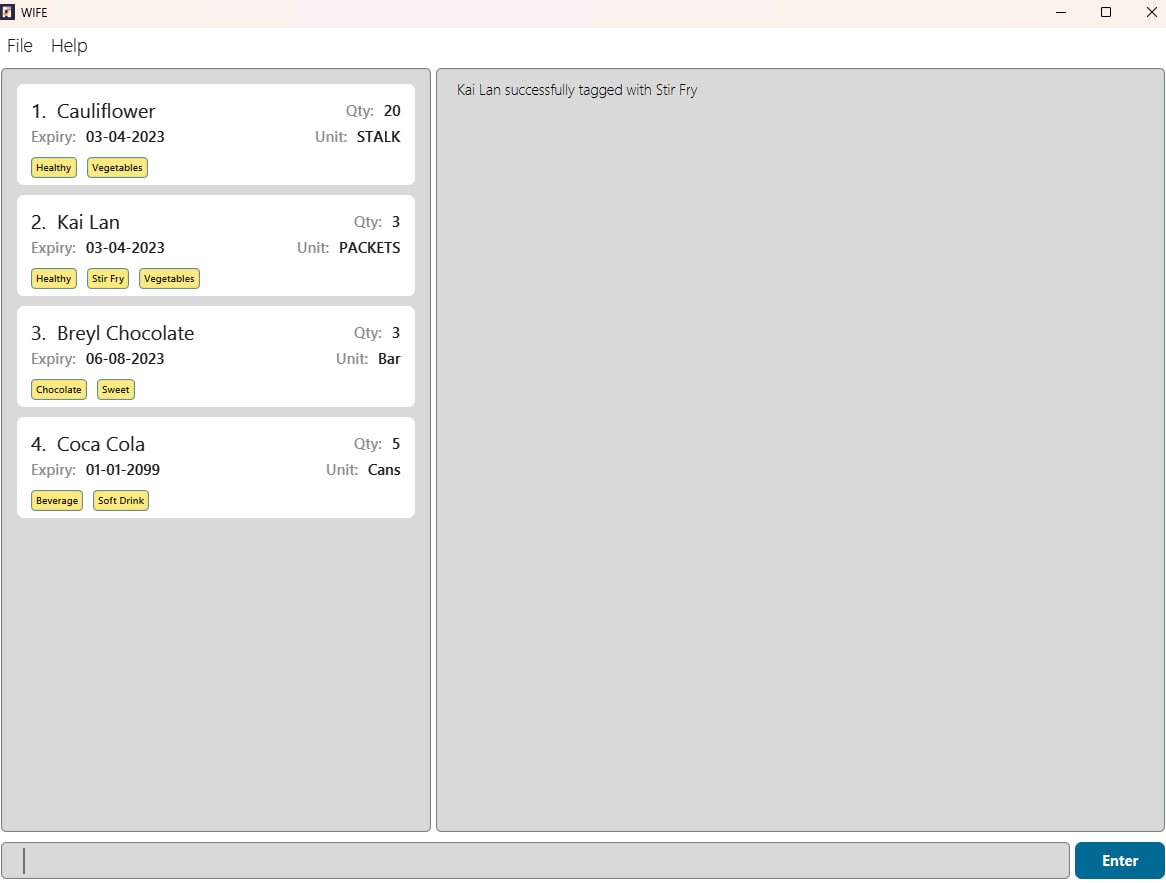 WIFE
File Help
1. Cauliflower Qty: 20
Expiry: 03-04-2023 Unit: STALK
Healthy Vegetables
2. Kai Lan Qty: 3
Expiry: 03-04-2023 Unit: PACKETS
Healthy Stir Fry Vegetables
3. Breyl Chocolate Qty: 3
Expiry: 06-08-2023 Unit: Bar
Chocolate Sweet
4. Coca Cola Qty: 5
Expiry: 01-01-2099 Unit: Cans
Beverage Soft Drink
Kai Lan successfully tagged with Stir Fry
Enter